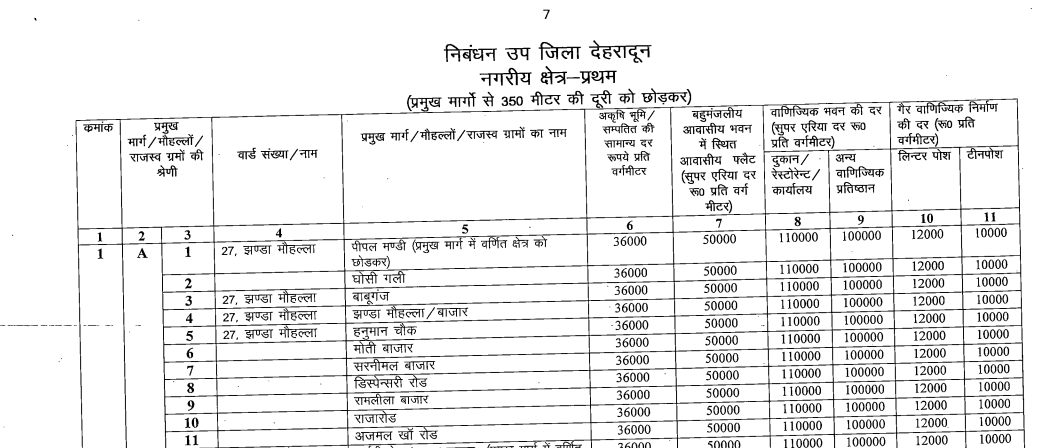 7
निबंधन उप जिला देहरादून
नगरीय क्षेत्र–प्रथम
(प्रमुख मार्गो से 350 मीटर की दूरी को छोड़कर)
कमांक | प्रमुख मार्ग/मौहल्लों/ राजस्व ग्रमों की श्रेणी | वार्ड संख्या/नाम | प्रमुख मार्ग/मौहल्लों/राजस्व ग्रामों का नाम | अकृषि भूमि/ सम्पतित की सामान्य दर रूपये प्रति वर्गमीटर | बहुमंजलीय आवासीय भवन में स्थित आवासीय फ्लैट (सुपर एरिया दर रू0 प्रति वर्ग मीटर) | वाणिज्यिक भवन की दर (सुपर एरिया दर रू0 प्रति वर्गमीटर) | गैर वाणिज्यिक निर्माण की दर (रू0 प्रति वर्गमीटर)
दुकान/ रेस्टोरेन्ट/ कार्यालय | अन्य वाणिज्यिक प्रतिष्ठान | लिन्टर पोश | टीनपोश
1 | 2 | 3 | 4 | 5 | 6 | 7 | 8 | 9 | 10 | 11
1 | A | 1 | 27, झण्डा मौहल्ला | पीपल मण्डी (प्रमुख मार्ग में वर्णित क्षेत्र को छोडकर) | 36000 | 50000 | 110000 | 100000 | 12000 | 10000
2 | घोसी गली | 36000 | 50000 | 110000 | 100000 | 12000 | 10000
3 | 27, झण्डा मौहल्ला | बाबूगंज | 36000 | 50000 | 110000 | 100000 | 12000 | 10000
4 | 27, झण्डा मौहल्ला | झण्डा मौहल्ला/बाजार | 36000 | 50000 | 110000 | 100000 | 12000 | 10000
5 | 27, झण्डा मौहल्ला | हनुमान चौक | 36000 | 50000 | 110000 | 100000 | 12000 | 10000
6 | मोती बाजार | 36000 | 50000 | 110000 | 100000 | 12000 | 10000
7 | सरनीमल बाजार | 36000 | 50000 | 110000 | 100000 | 12000 | 10000
8 | डिस्पेन्सरी रोड | 36000 | 50000 | 110000 | 100000 | 12000 | 10000
9 | रामलीला बाजार | 36000 | 50000 | 110000 | 100000 | 12000 | 10000
10 | राजारोड | 36000 | 50000 | 110000 | 100000 | 12000 | 10000
11 | अजमल खॉ रोड | 36000 | 50000 | 110000 | 100000 | 12000 | 10000
36000 | 50000 | 110000 | 100000 | 12000 | 10000